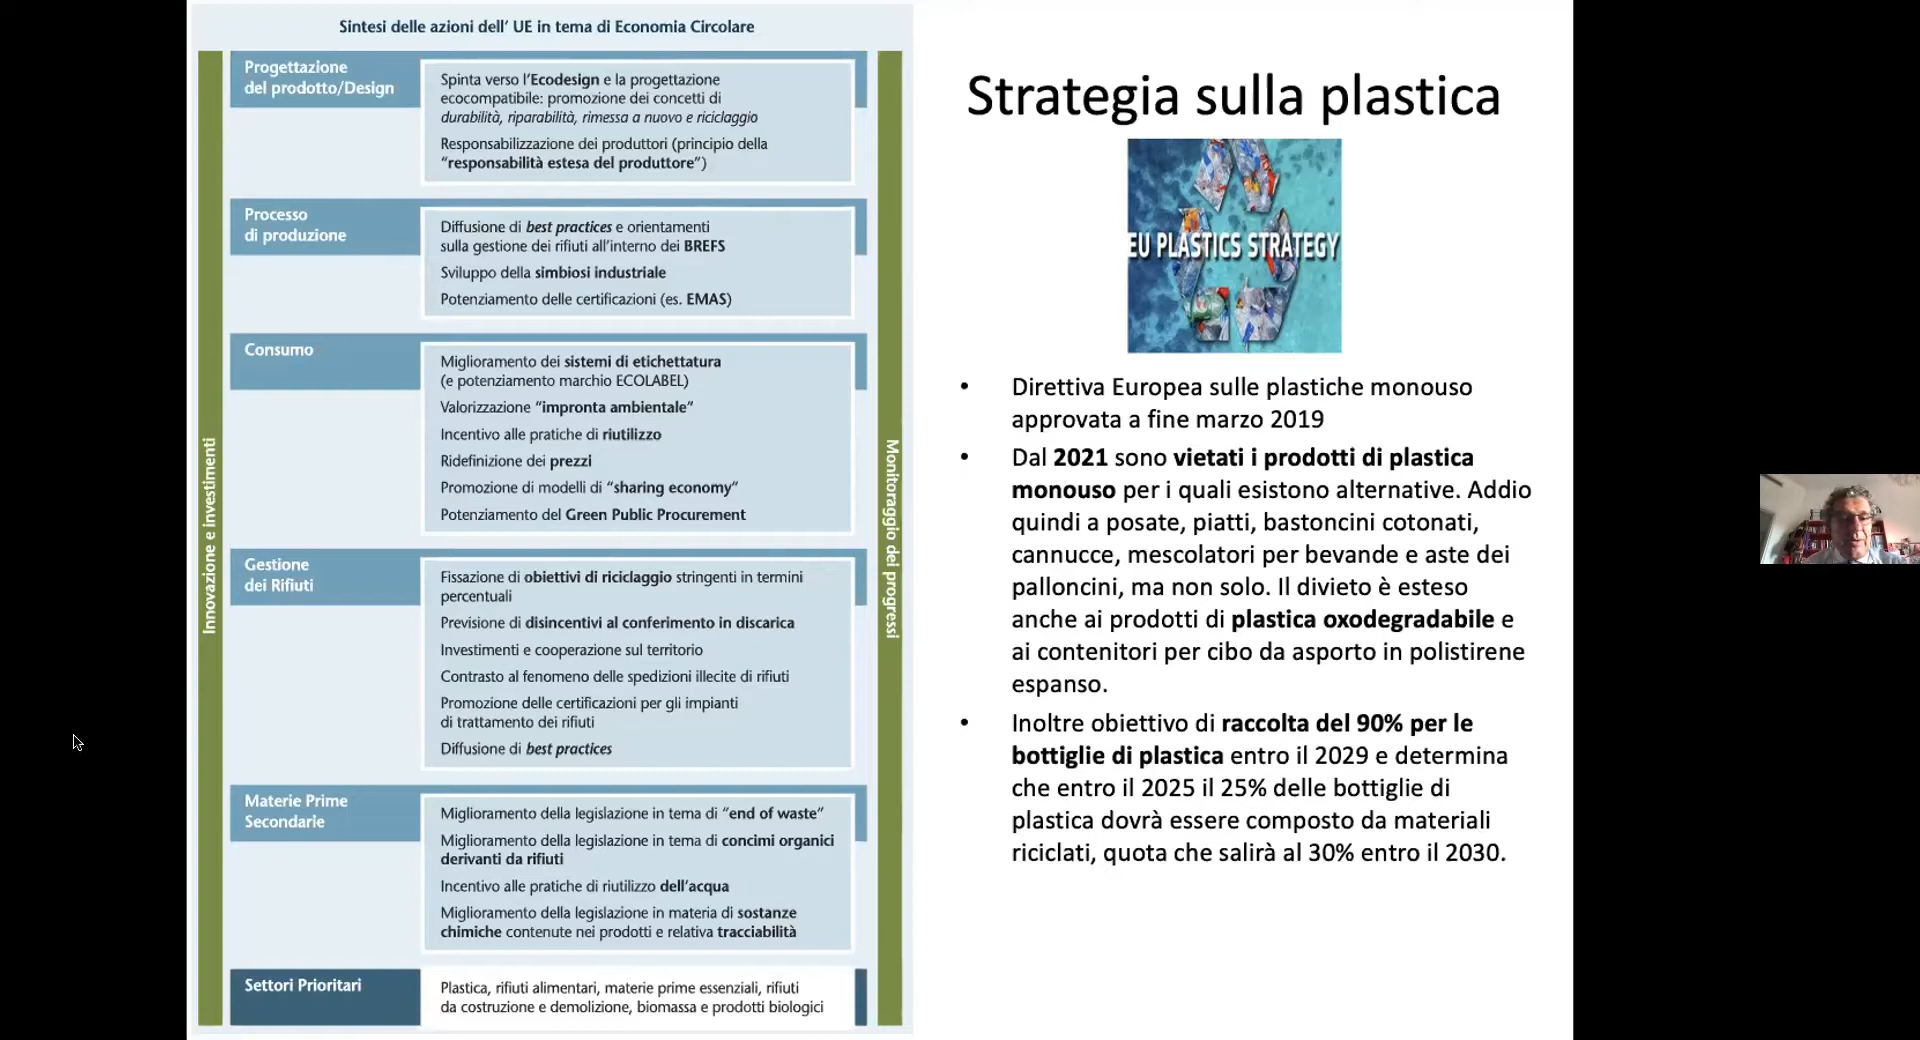 Sintesi delle azioni dell' UE in tema di Economia Circolare
Innovazione e investimenti
Progettazione
del prodotto/Design
Spinta verso l'Ecodesign e la progettazione
ecocompatibile: promozione dei concetti di
durabilità, riparabilità, rimessa a nuovo e riciclaggio
Responsabilizzazione dei produttori (principio della
"responsabilità estesa del produttore")
Processo
di produzione
Diffusione di best practices e orientamenti
sulla gestione dei rifiuti all'interno dei BREFS
Sviluppo della simbiosi industriale
Potenziamento delle certificazioni (es. EMAS)
Consumo
Miglioramento dei sistemi di etichettatura
(e potenziamento marchio ECOLABEL)
Valorizzazione "impronta ambientale"
Incentivo alle pratiche di riutilizzo
Ridefinizione dei prezzi
Promozione di modelli di "sharing economy"
Potenziamento del Green Public Procurement
Gestione
dei Rifiuti
Fissazione di obiettivi di riciclaggio stringenti in termini
percentuali
Previsione di disincentivi al conferimento in discarica
Investimenti e cooperazione sul territorio
Contrasto al fenomeno delle spedizioni illecite di rifiuti
Promozione delle certificazioni per gli impianti
di trattamento dei rifiuti
Diffusione di best practices
Materie Prime
Secondarie
Miglioramento della legislazione in tema di "end of waste"
Miglioramento della legislazione in tema di concimi organici
derivanti da rifiuti
Incentivo alle pratiche di riutilizzo dell'acqua
Miglioramento della legislazione in materia di sostanze
chimiche contenute nei prodotti e relativa tracciabilità
Settori Prioritari
Plastica, rifiuti alimentari, materie prime essenziali, rifiuti
da costruzione e demolizione, biomassa e prodotti biologici
Monitoraggio dei progressi
Strategia sulla plastica
EU PLASTICS STRATEGY
• Direttiva Europea sulle plastiche monouso
approvata a fine marzo 2019
• Dal 2021 sono vietati i prodotti di plastica
monouso per i quali esistono alternative. Addio
quindi a posate, piatti, bastoncini cotonati,
cannucce, mescolatori per bevande e aste dei
palloncini, ma non solo. Il divieto è esteso
anche ai prodotti di plastica oxodegradabile e
ai contenitori per cibo da asporto in polistirene
espanso.
• Inoltre obiettivo di raccolta del 90% per le
bottiglie di plastica entro il 2029 e determina
che entro il 2025 il 25% delle bottiglie di
plastica dovrà essere composto da materiali
riciclati, quota che salirà al 30% entro il 2030.